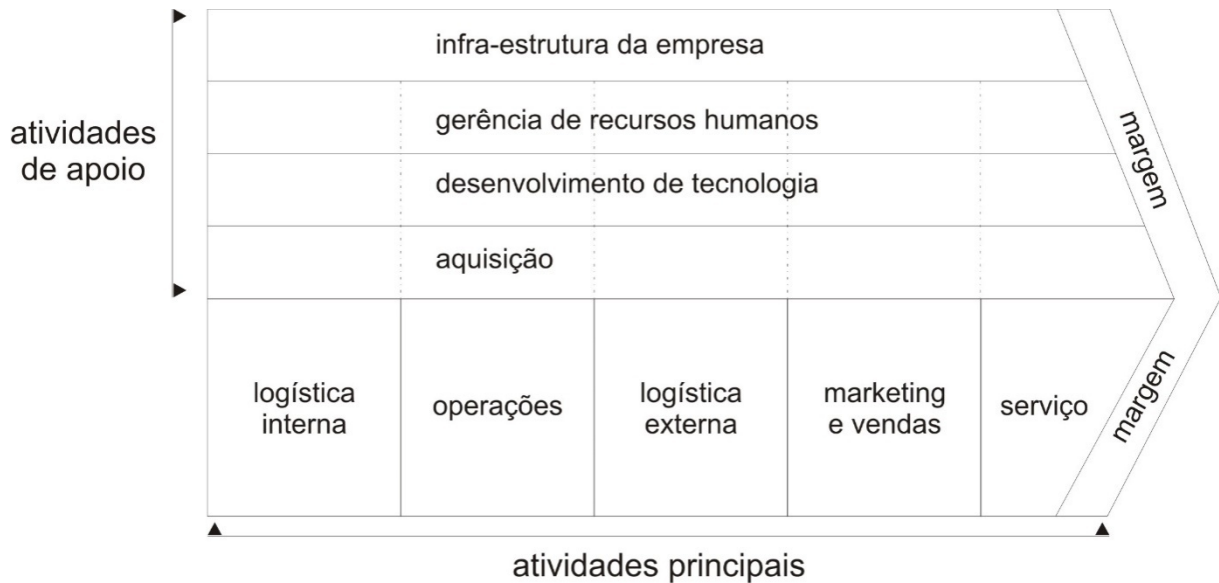 infra-estrutura da empresa
gerência de recursos humanos
desenvolvimento de tecnologia
aquisição
atividades
de apoio
margem
logística
interna
operações
logística
externa
marketing
e vendas
serviço
margem
atividades principais